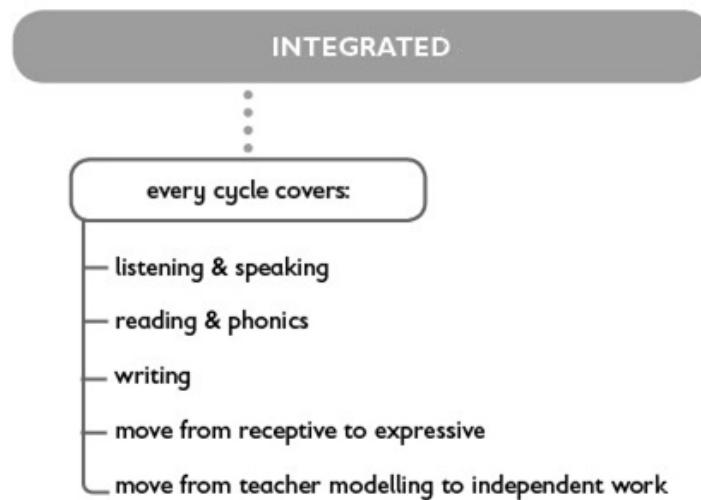 INTEGRATED
every cycle covers:
listening & speaking
reading & phonics
writing
move from receptive to expressive
move from teacher modelling to independent work